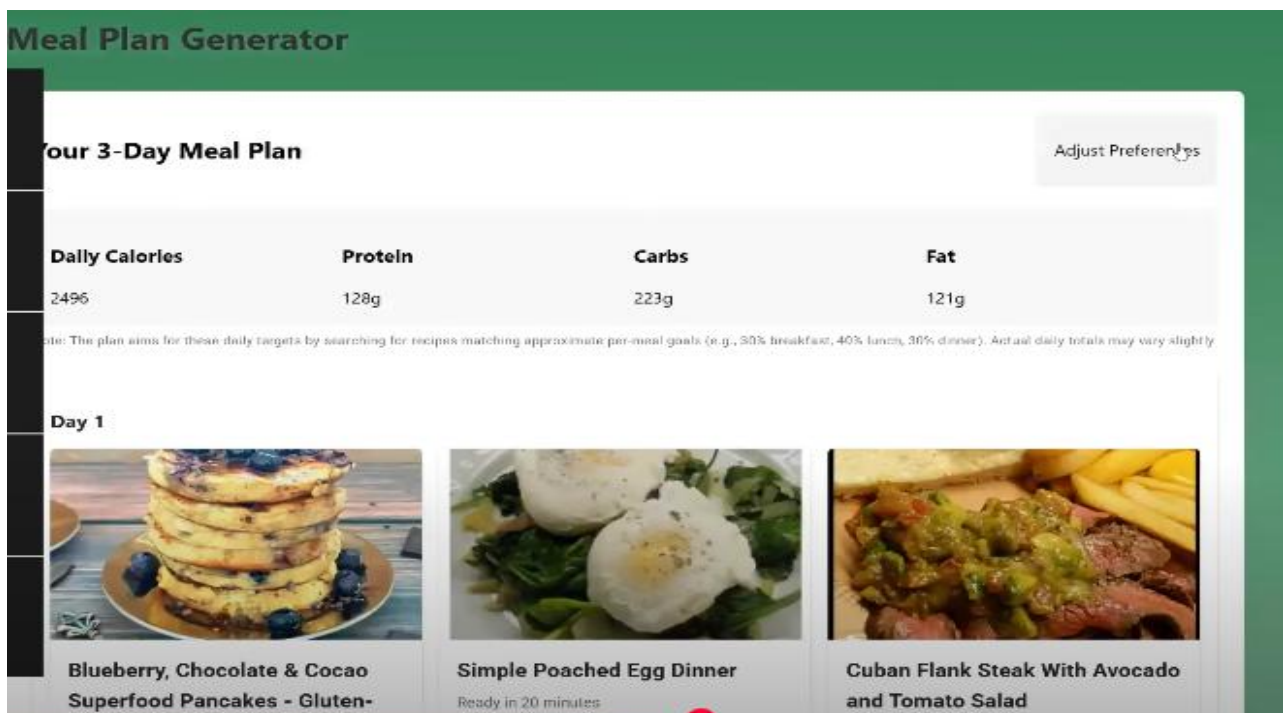 Meal Plan Generator
our 3-Day Meal Plan
Adjust Preferen es
Daily Calories Protein Carbs Fat
2496 128g 223g 121g
ote: The plan aims for these daily targets by searching for recipes matching approximate per-meal goals (e.g., 30% breakfast, 40% lunch, 30% dinner). Actual daily totals may vary slightly
Day 1
Blueberry, Chocolate & Cocao
Superfood Pancakes - Gluten-
Simple Poached Egg Dinner
Ready in 20 minutes
Cuban Flank Steak With Avocado
and Tomato Salad